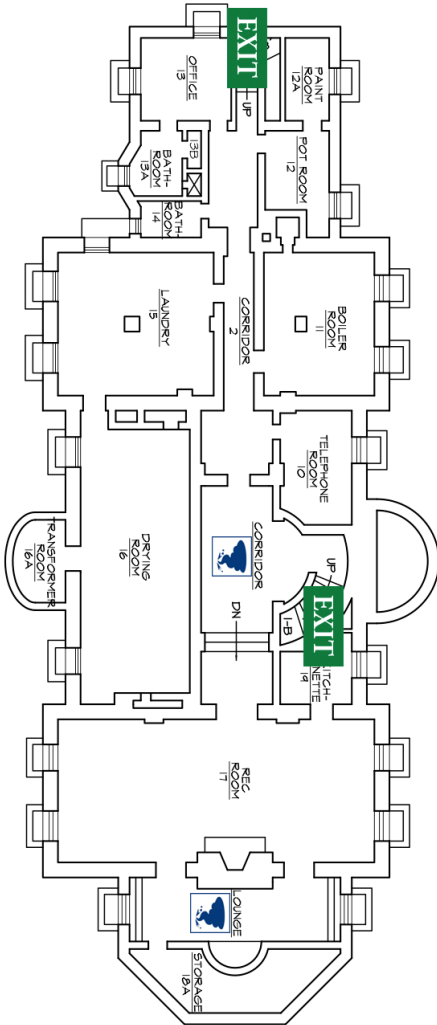 EXIT
UP
PAINT
ROOM
12A
OFFICE
13
POT ROOM
12
13B
BATH-
ROOM
13A
BATH-
ROOM
14
CORRIDOR
2
LAUNDRY
15
BOILER
ROOM
11
TELEPHONE
ROOM
10
CORRIDOR
UP
EXIT
1-B
DN
DRYING
ROOM
16
TRANSFORMER
ROOM
16A
KITCH-
NETTE
19
REC
ROOM
17
LOUNGE
STORAGE
18A